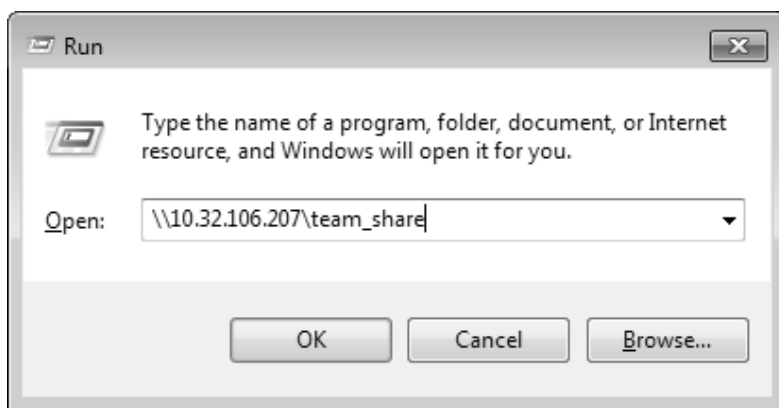 Run
Type the name of a program, folder, document, or Internet
resource, and Windows will open it for you.
Open: \\10.32.106.207\team_share
OK Cancel Browse...